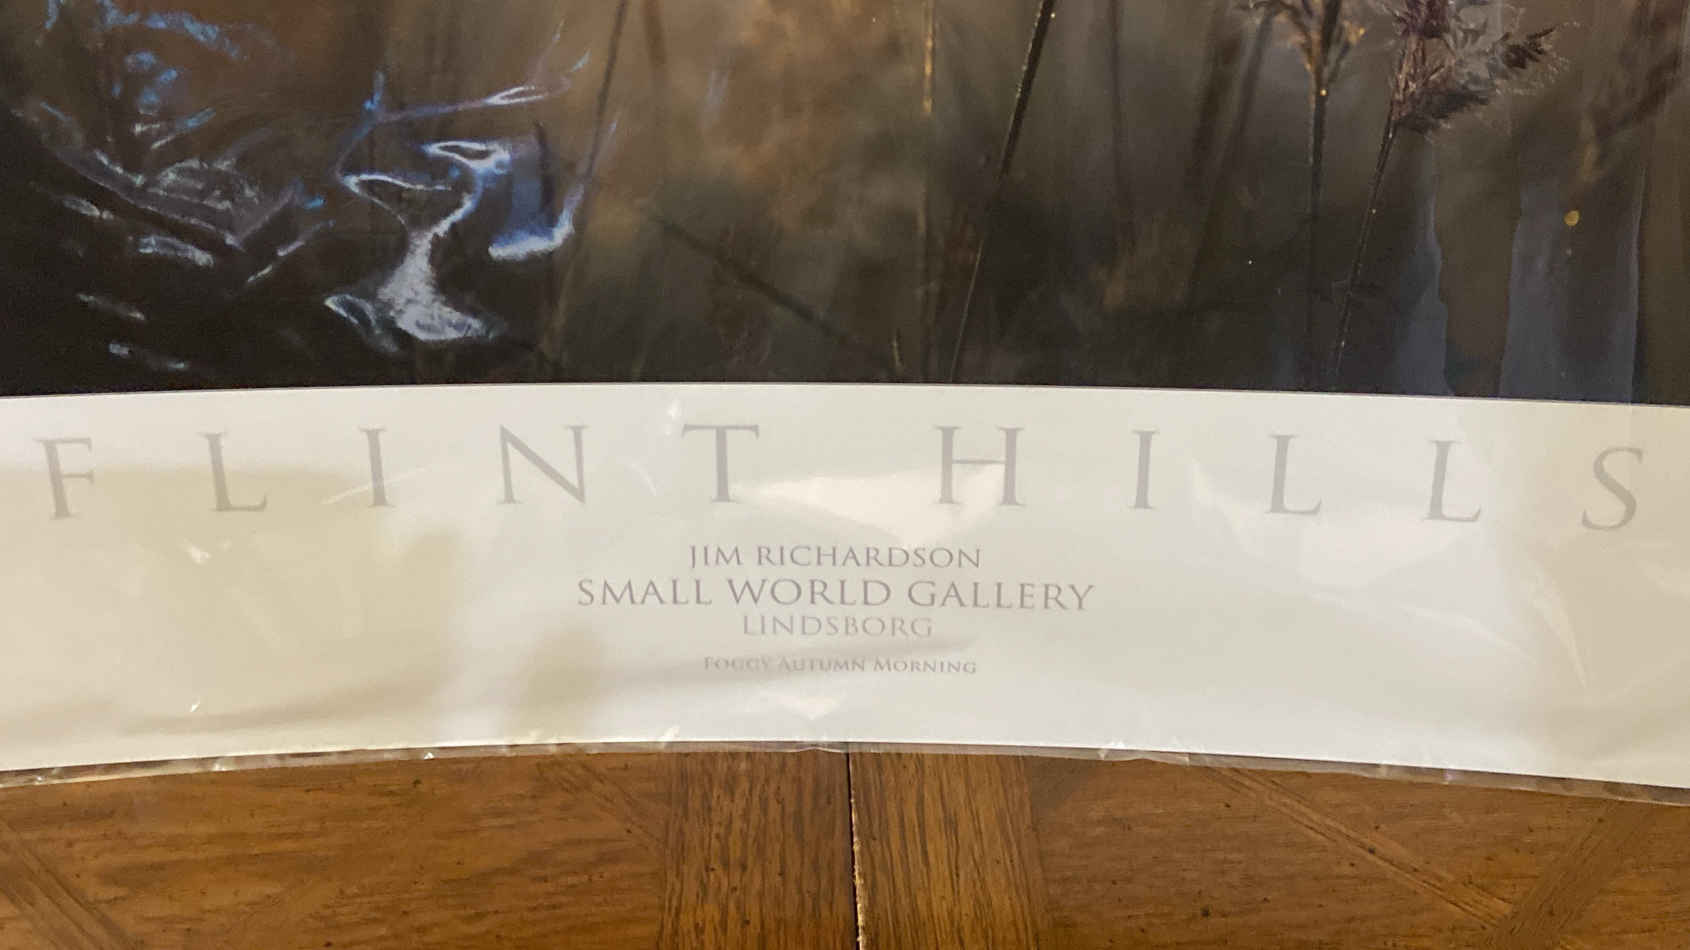 FLINT HILLS
JIM RICHARDSON
SMALL WORLD GALLERY
LINDSBORG
FOGGY AUTUMN MORNING